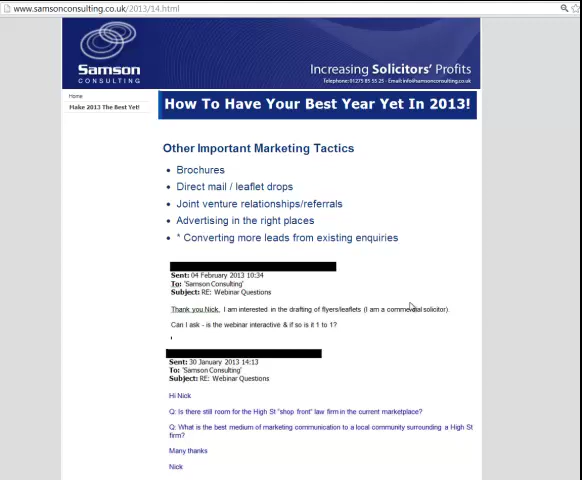 www.samsonconsulting.co.uk/2013/14.html
Samson
CONSULTING
Increasing Solicitors' Profits
Telephone: 01275 85 55 25 - Email: info@samsonconsulting.co.uk
Home
Make 2013 The Best Yet!
How To Have Your Best Year Yet In 2013!
Other Important Marketing Tactics
• Brochures
• Direct mail / leaflet drops
• Joint venture relationships/referrals
• Advertising in the right places
• * Converting more leads from existing enquiries
Sent: 04 February 2013 10:34
To: 'Samson Consulting'
Subject: RE: Webinar Questions
Thank you Nick. I am interested in the drafting of flyers/leaflets (I am a commercial solicitor).
Can I ask - is the webinar interactive & if so is it 1 to 1?
Sent: 30 January 2013 14:13
To: 'Samson Consulting'
Subject: RE: Webinar Questions
Hi Nick
Q: Is there still room for the High St "shop front" law firm in the current marketplace?
Q: What is the best medium of marketing communication to a local community surrounding a High St
firm?
Many thanks
Nick